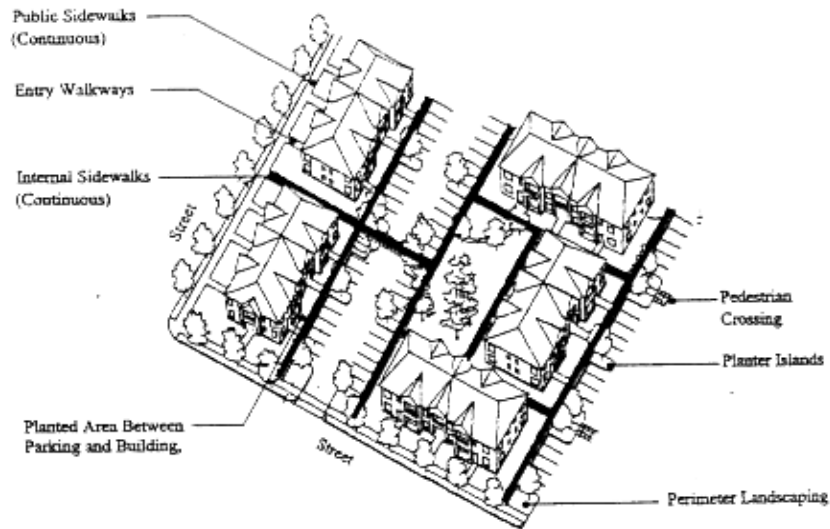 Public Sidewalks
(Continuous)
Entry Walkways
Internal Sidewalks
(Continuous)
Street
Pedestrian
Crossing
Planter Islands
Planted Area Between
Parking and Building,
Street
Perimeter Landscaping